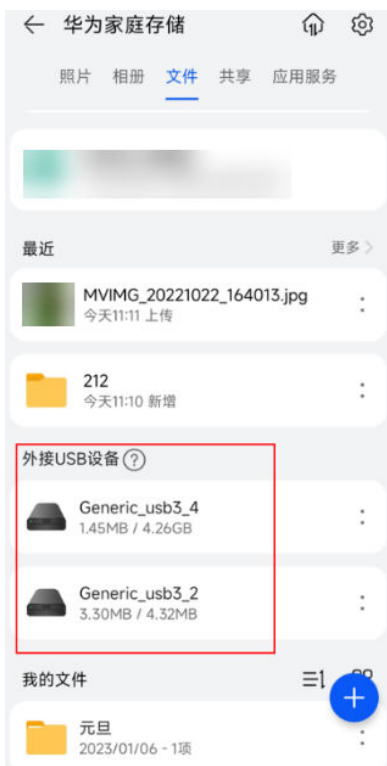 华为家庭存储
照片 相册 文件 共享 应用服务
最近 更多
MVIMG_20221022_164013.jpg
今天11:11 上传
212
今天11:10 新增
外接USB设备 ?
Generic_usb3_4
1.45MB / 4.26GB
Generic_usb3_2
3.30MB / 4.32MB
我的文件
元旦
2023/01/06 - 1项